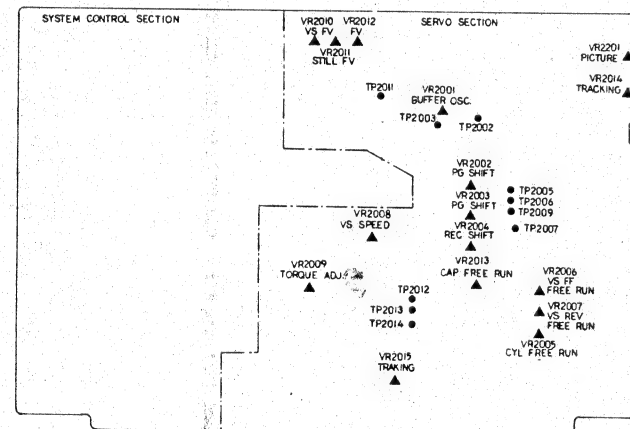 SYSTEM CONTROL SECTION
SERVO SECTION
VR2010
VS FV
VR2012
FV
VR2011
STILL FV
VR2201
PICTURE
VR2014
TRACKING
TP2011
VR2001
BUFFER OSC.
TP2003
TP2002
VR2002
PG SHIFT
VR2003
PG SHIFT
VR2004
REC SHIFT
TP2005
TP2006
TP2009
TP2007
VR2008
VS SPEED
VR2009
TORQUE ADJ.
VR2013
CAP FREE RUN
VR2006
VS FF
FREE RUN
VR2007
VS REV
FREE RUN
VR2005
CYL FREE RUN
TP2012
TP2013
TP2014
VR2015
TRAKING